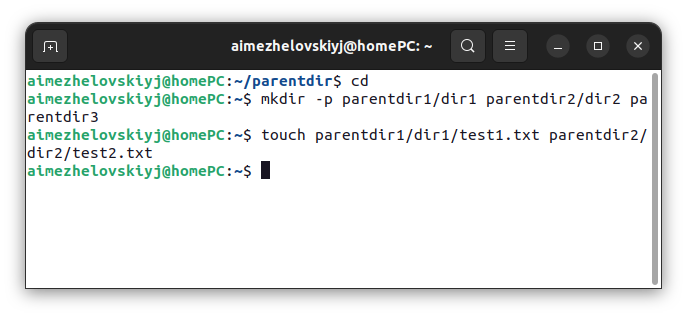 aimezhelovskiyj@homePC: ~
aimezhelovskiyj@homePC:~/parentdir$ cd
aimezhelovskiyj@homePC:~$ mkdir -p parentdir1/dir1 parentdir2/dir2 pa
rentdir3
aimezhelovskiyj@homePC:~$ touch parentdir1/dir1/test1.txt parentdir2/
dir2/test2.txt
aimezhelovskiyj@homePC:~$